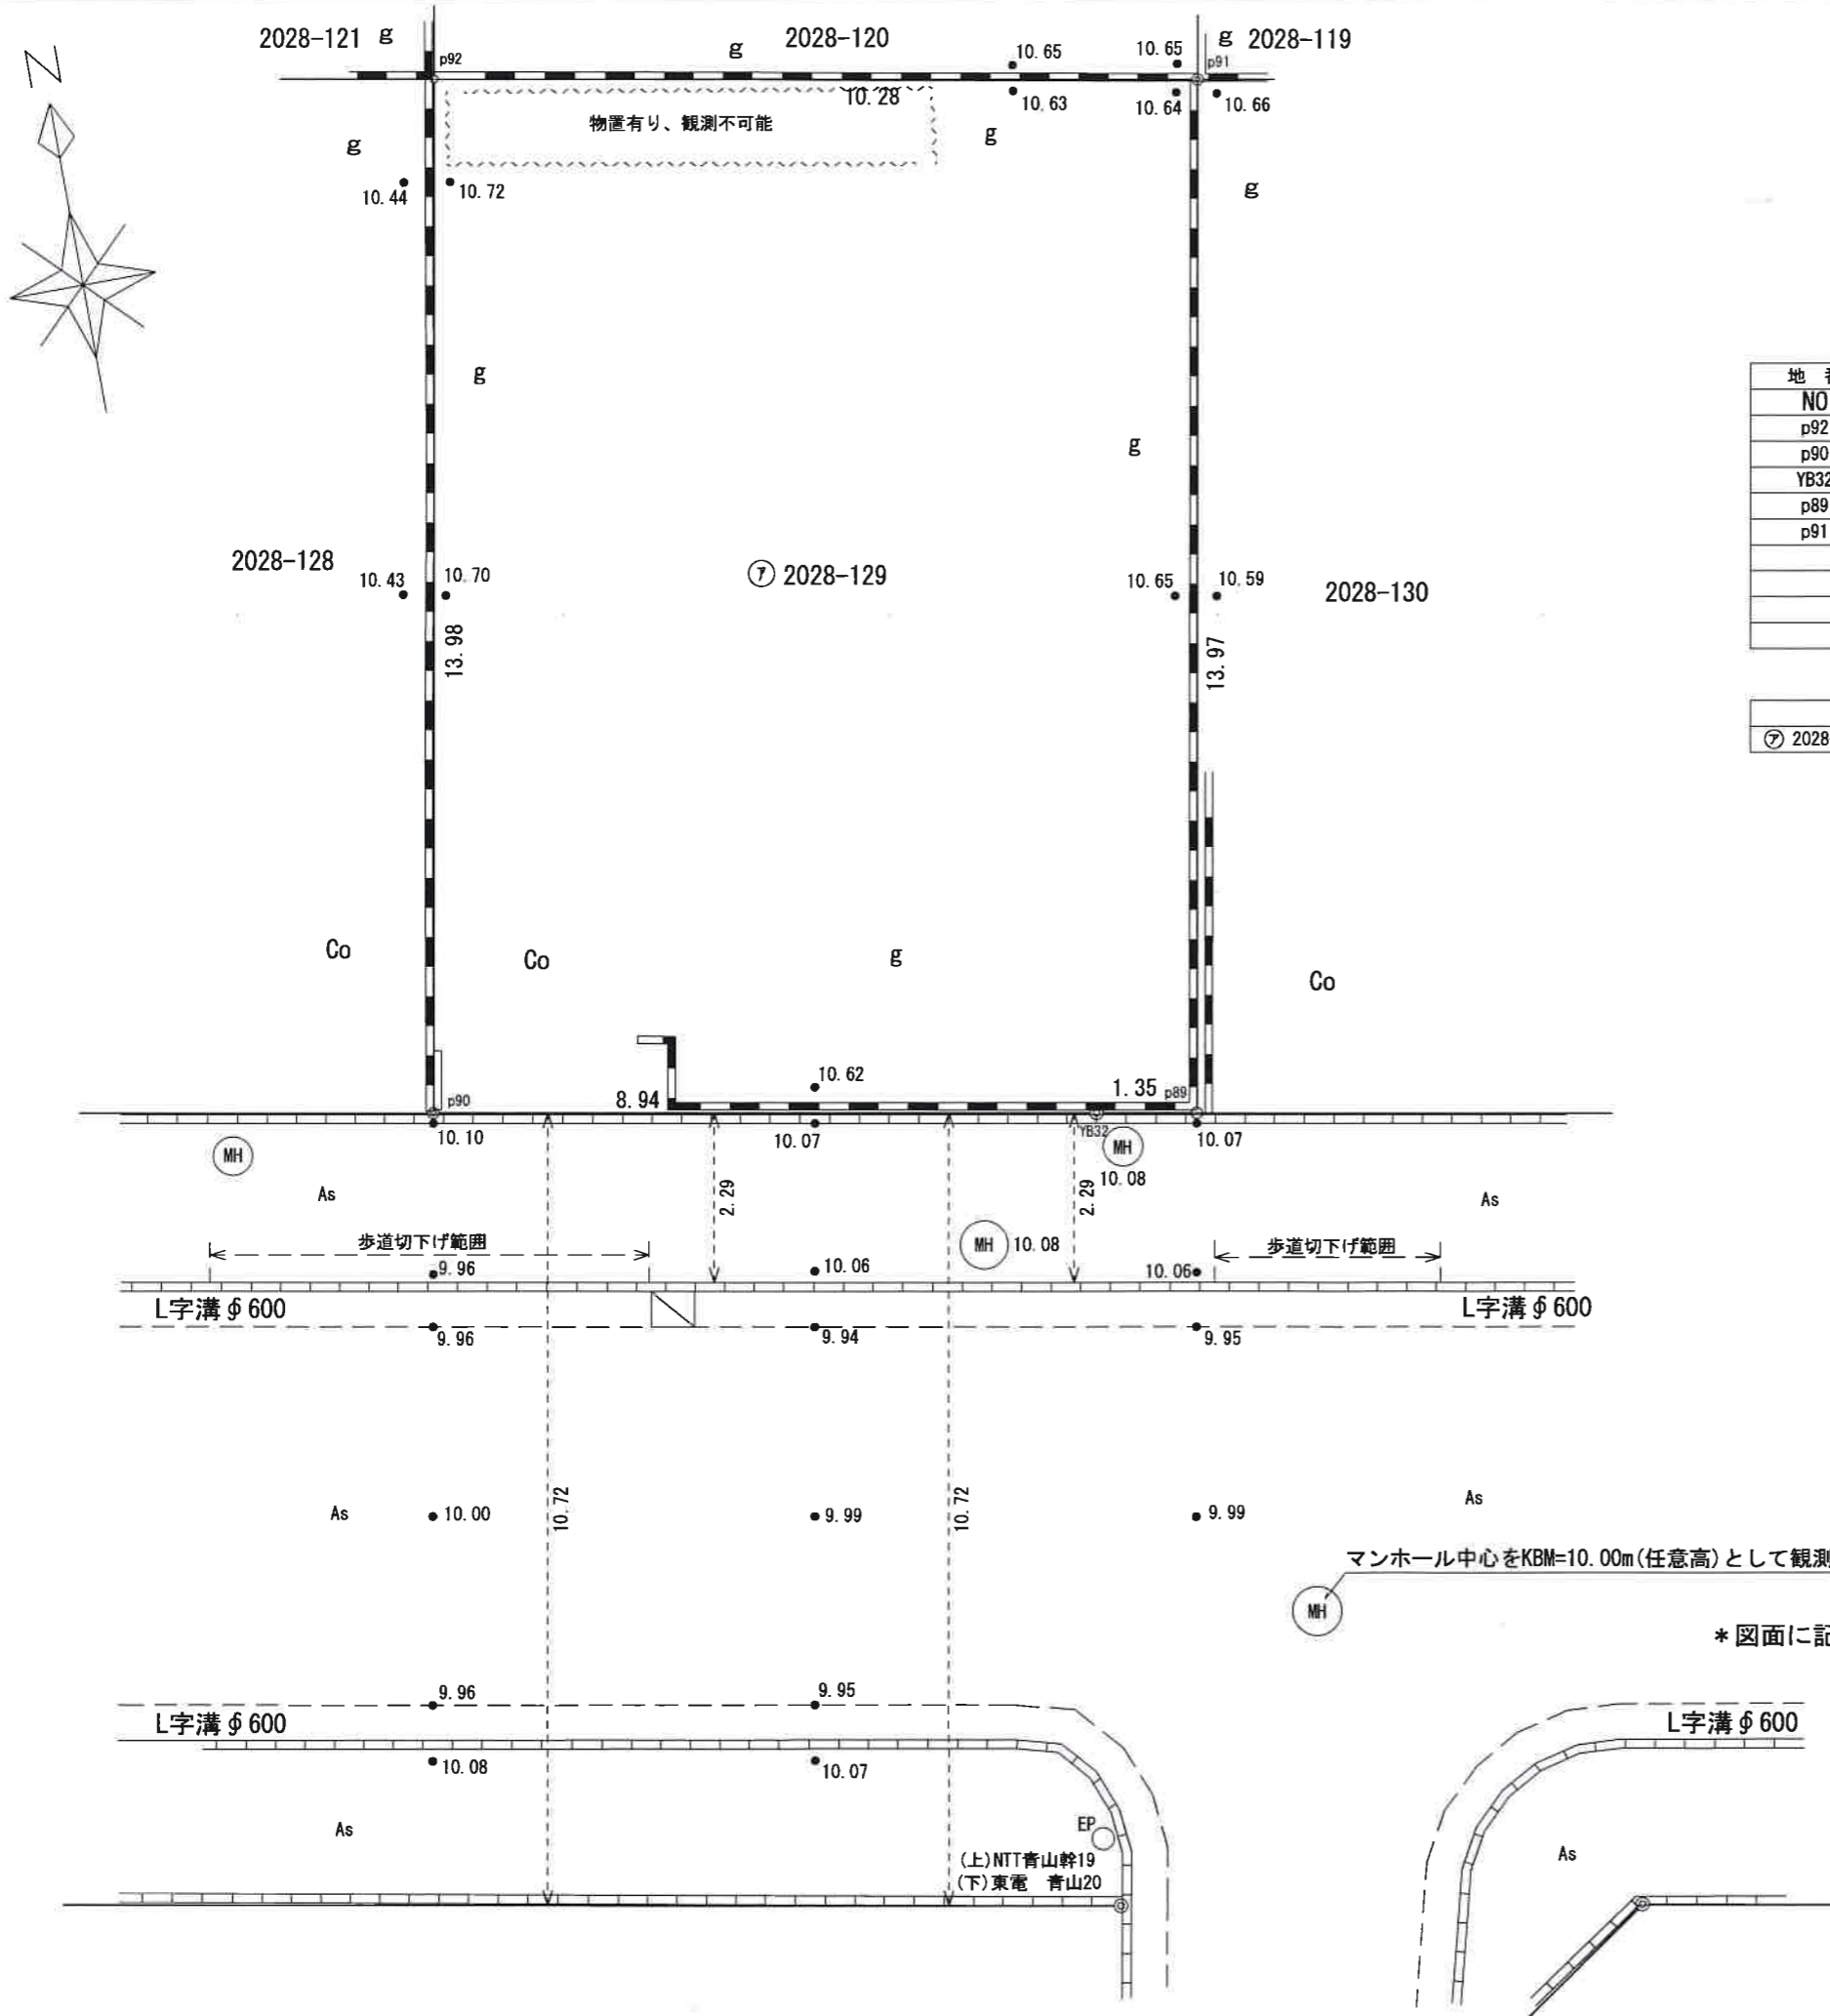 2028-121 g
g 2028-120
g 2028-119
N
p92
10.65
10.65
p91
10.28
10.63
10.64
10.66
物置有り、観測不可能
g
g
g
10.44
10.72
g
地
NO
p92
p90
YB32
p89
p91
g
2028-128
10.43
10.70
㋐ 2028-129
10.65
10.59
2028-130
13.98
13.97
㋐ 2028
Co
Co
g
Co
10.62
8.94
1.35
p89
p90
10.10
10.07
YB32
10.07
MH
MH
10.08
As
2.29
2.29
As
歩道切下げ範囲
MH 10.08
歩道切下げ範囲
9.96
10.06
10.06
L字溝∮600
L字溝∮600
9.96
9.94
9.95
As
10.00
10.72
9.99
10.72
9.99
As
マンホール中心をKBM=10.00m(任意高)として観測
MH
*図面に記
9.96
9.95
L字溝∮600
L字溝∮600
10.08
10.07
As
EP
As
(上)NTT青山幹19
(下)東電 青山20